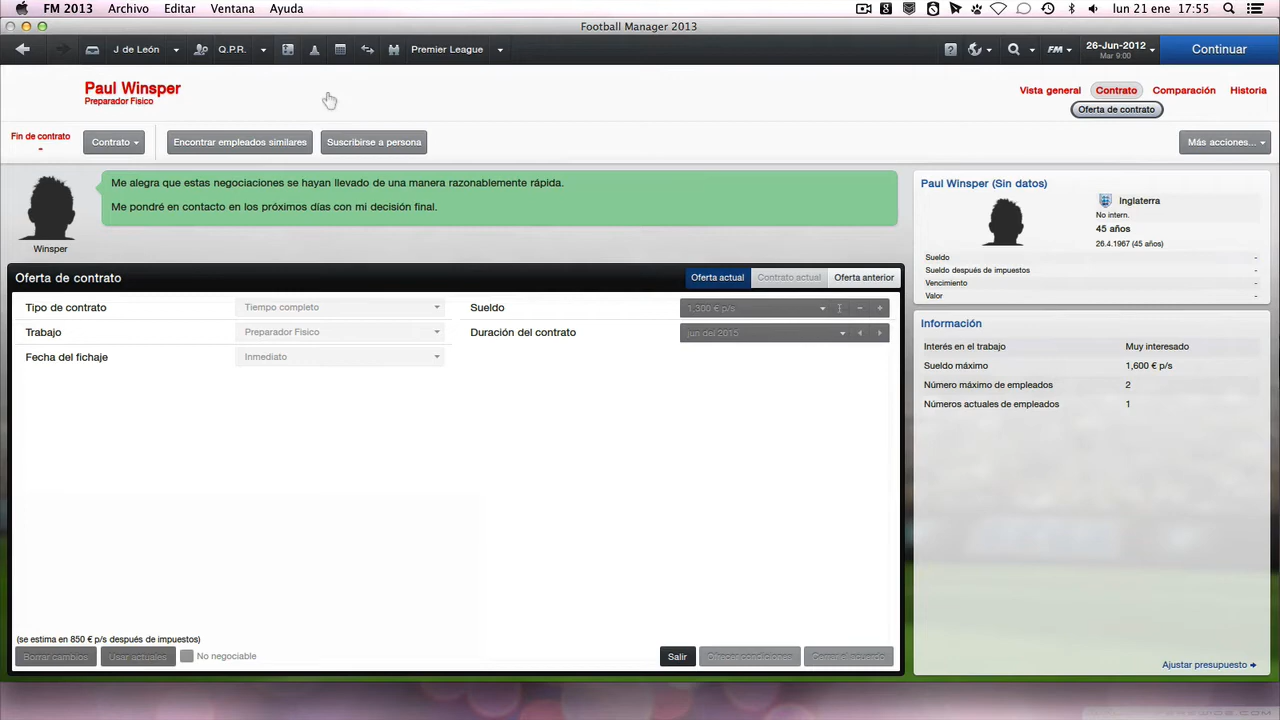 FM 2013 Archivo Editar Ventana Ayuda lun 21 ene 17:55
Football Manager 2013
J de León Q.P.R. Premier League FM 26-Jun-2012 Continuar
Mar 9:00
Paul Winsper
Preparador Físico
Vista general Contrato Comparación Historia
Oferta de contrato
Fin de contrato
-
Contrato Encontrar empleados similares Suscribirse a persona Más acciones...
Me alegra que estas negociaciones se hayan llevado de una manera razonablemente rápida.
Me pondré en contacto en los próximos días con mi decisión final.
Winsper
Paul Winsper (Sin datos)
Inglaterra
No intern.
45 años
26.4.1967 (45 años)
Sueldo -
Sueldo después de impuestos -
Vencimiento -
Valor -
Oferta de contrato Oferta actual Contrato actual Oferta anterior
Tipo de contrato Tiempo completo Sueldo 1,300 € p/s
Trabajo Preparador Físico Duración del contrato jun del 2015
Fecha del fichaje Inmediato
Información
Interés en el trabajo Muy interesado
Sueldo máximo 1,600 € p/s
Número máximo de empleados 2
Números actuales de empleados 1
(se estima en 850 € p/s después de impuestos)
Borrar cambios Usar actuales No negociable Salir Ofrecer condiciones Cerrar el acuerdo
Ajustar presupuesto